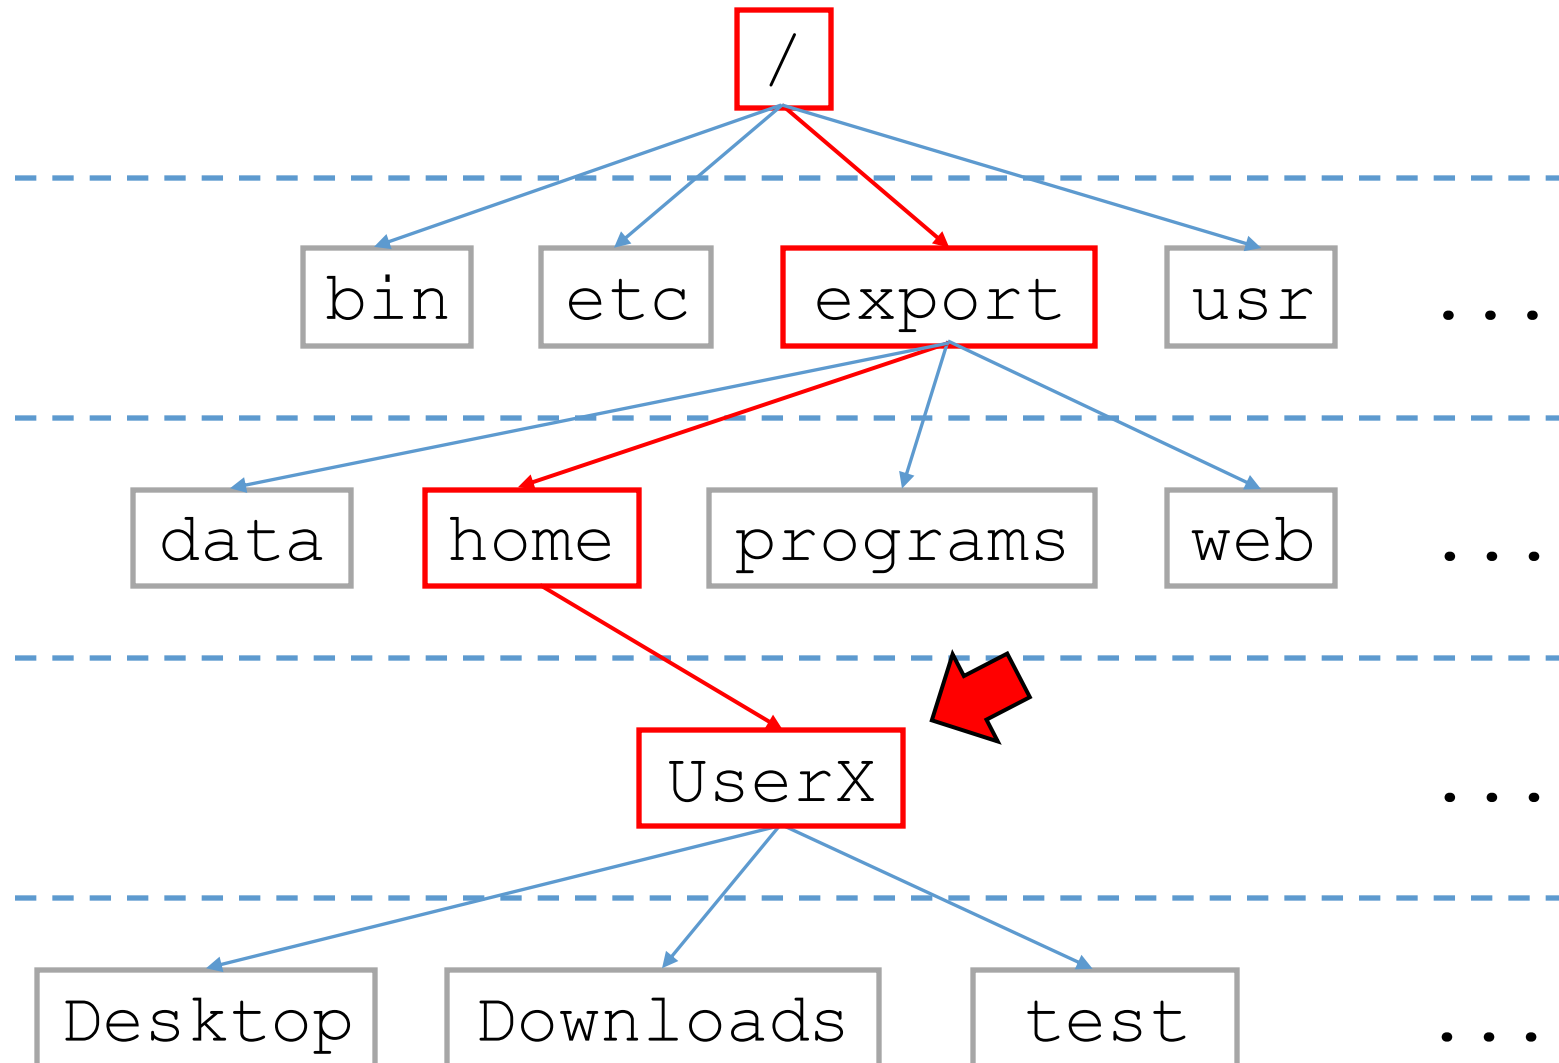 /
bin etc export usr ...
data home programs web ...
UserX ...
Desktop Downloads test ...